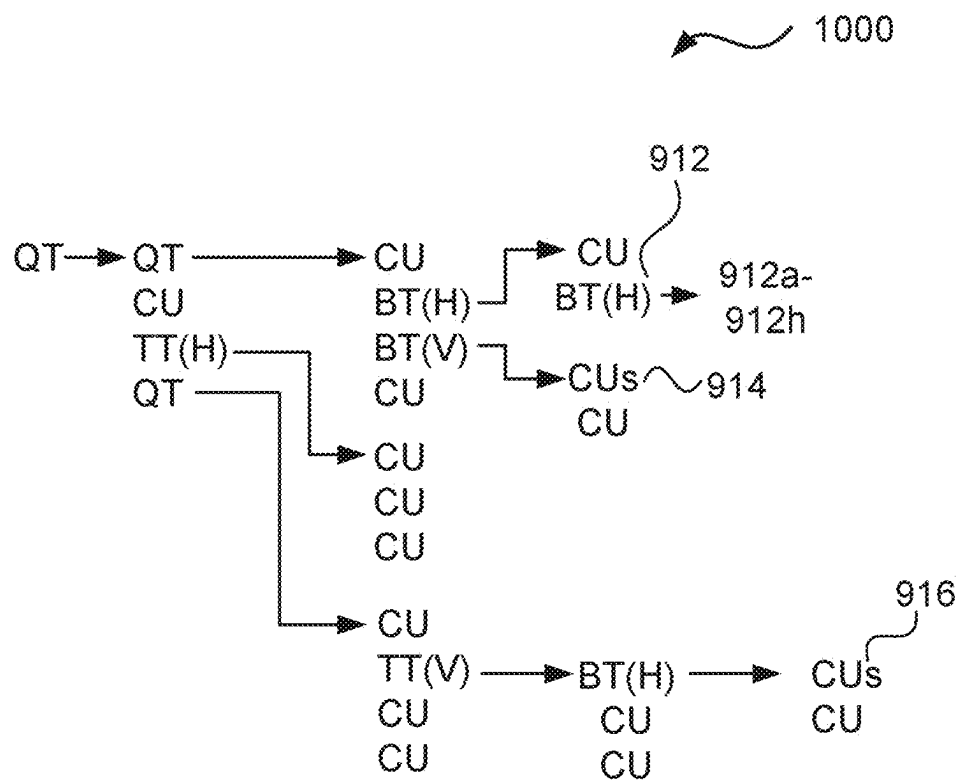 1000
912
QT QT CU CU
CU BT(H) BT(H) 912a-
912h
TT(H) BT(V)
QT CU CUs 914
CU
CU
CU
CU
916
CU
TT(V) BT(H) CUs
CU CU CU
CU CU